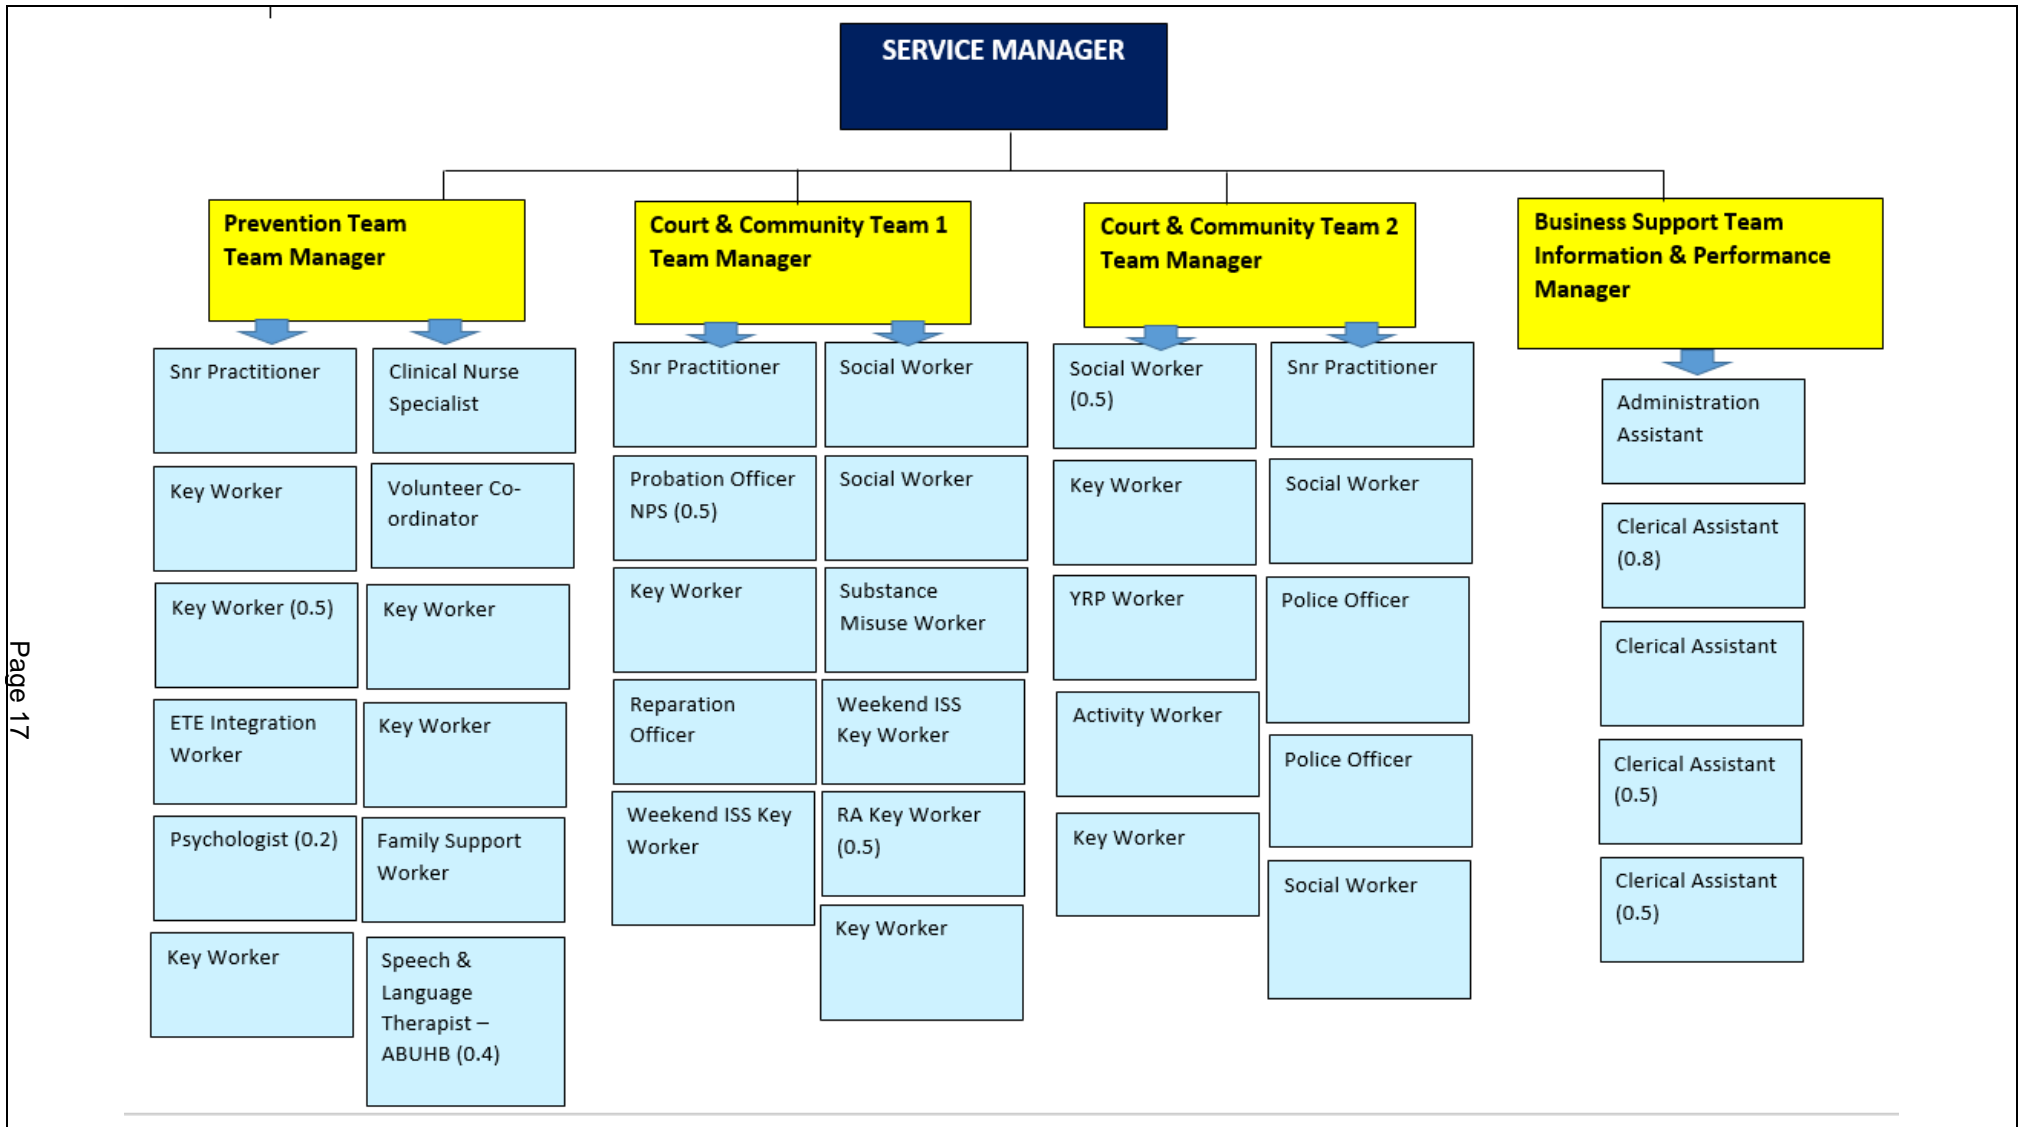 SERVICE MANAGER
Prevention Team
Team Manager
Snr Practitioner
Key Worker
Key Worker (0.5)
ETE Integration
Worker
Psychologist (0.2)
Key Worker
Clinical Nurse
Specialist
Volunteer Co-
ordinator
Key Worker
Key Worker
Family Support
Worker
Speech &
Language
Therapist –
ABUHB (0.4)
Court & Community Team 1
Team Manager
Snr Practitioner
Probation Officer
NPS (0.5)
Key Worker
Reparation
Officer
Weekend ISS Key
Worker
Social Worker
Social Worker
Substance
Misuse Worker
Weekend ISS
Key Worker
RA Key Worker
(0.5)
Key Worker
Court & Community Team 2
Team Manager
Social Worker
(0.5)
Key Worker
YRP Worker
Activity Worker
Key Worker
Snr Practitioner
Social Worker
Police Officer
Police Officer
Social Worker
Business Support Team
Information & Performance
Manager
Administration
Assistant
Clerical Assistant
(0.8)
Clerical Assistant
Clerical Assistant
(0.5)
Clerical Assistant
(0.5)
Page 17